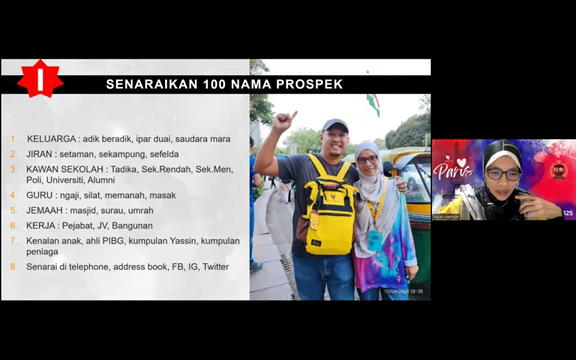 1
SENARAIKAN 100 NAMA PROSPEK
1. KELUARGA : adik beradik, ipar duai, saudara mara
2. JIRAN : setaman, sekampung, sefelda
3. KAWAN SEKOLAH : Tadika, Sek.Rendah, Sek.Men,
Poli, Universiti, Alumni
4. GURU : ngaji, silat, memanah, masak
5. JEMAAH : masjid, surau, umrah
6. KERJA : Pejabat, JV, Bangunan
7. Kenalan anak, ahli PIBG, kumpulan Yassin, kumpulan
peniaga
8. Senarai di telephone, address book, FB, IG, Twitter
Paris
125